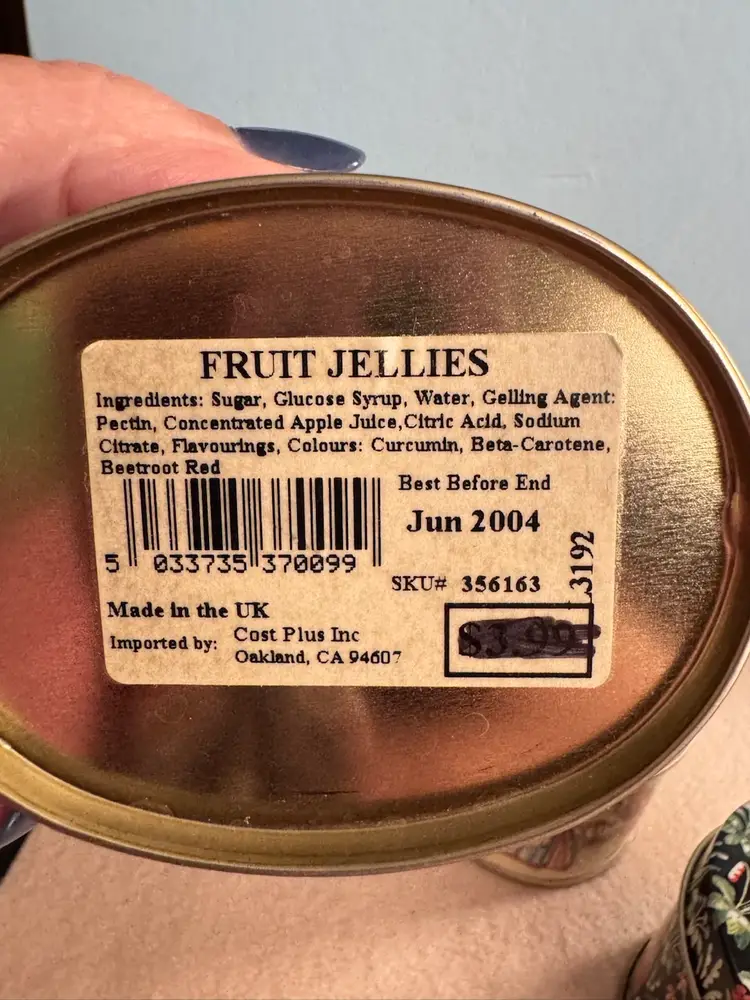 FRUIT JELLIES
Ingredients: Sugar, Glucose Syrup, Water, Gelling Agent:
Pectin, Concentrated Apple Juice,Citric Acid, Sodium
Citrate, Flavourings, Colours: Curcumin, Beta-Carotene,
Beetroot Red
Best Before End
Jun 2004
5 033735 370099
SKU# 356163
3192
Made in the UK
Imported by: Cost Plus Inc
Oakland, CA 94607
$3.99